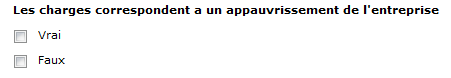 Les charges correspondent a un appauvrissement de l'entreprise
Vrai
Faux